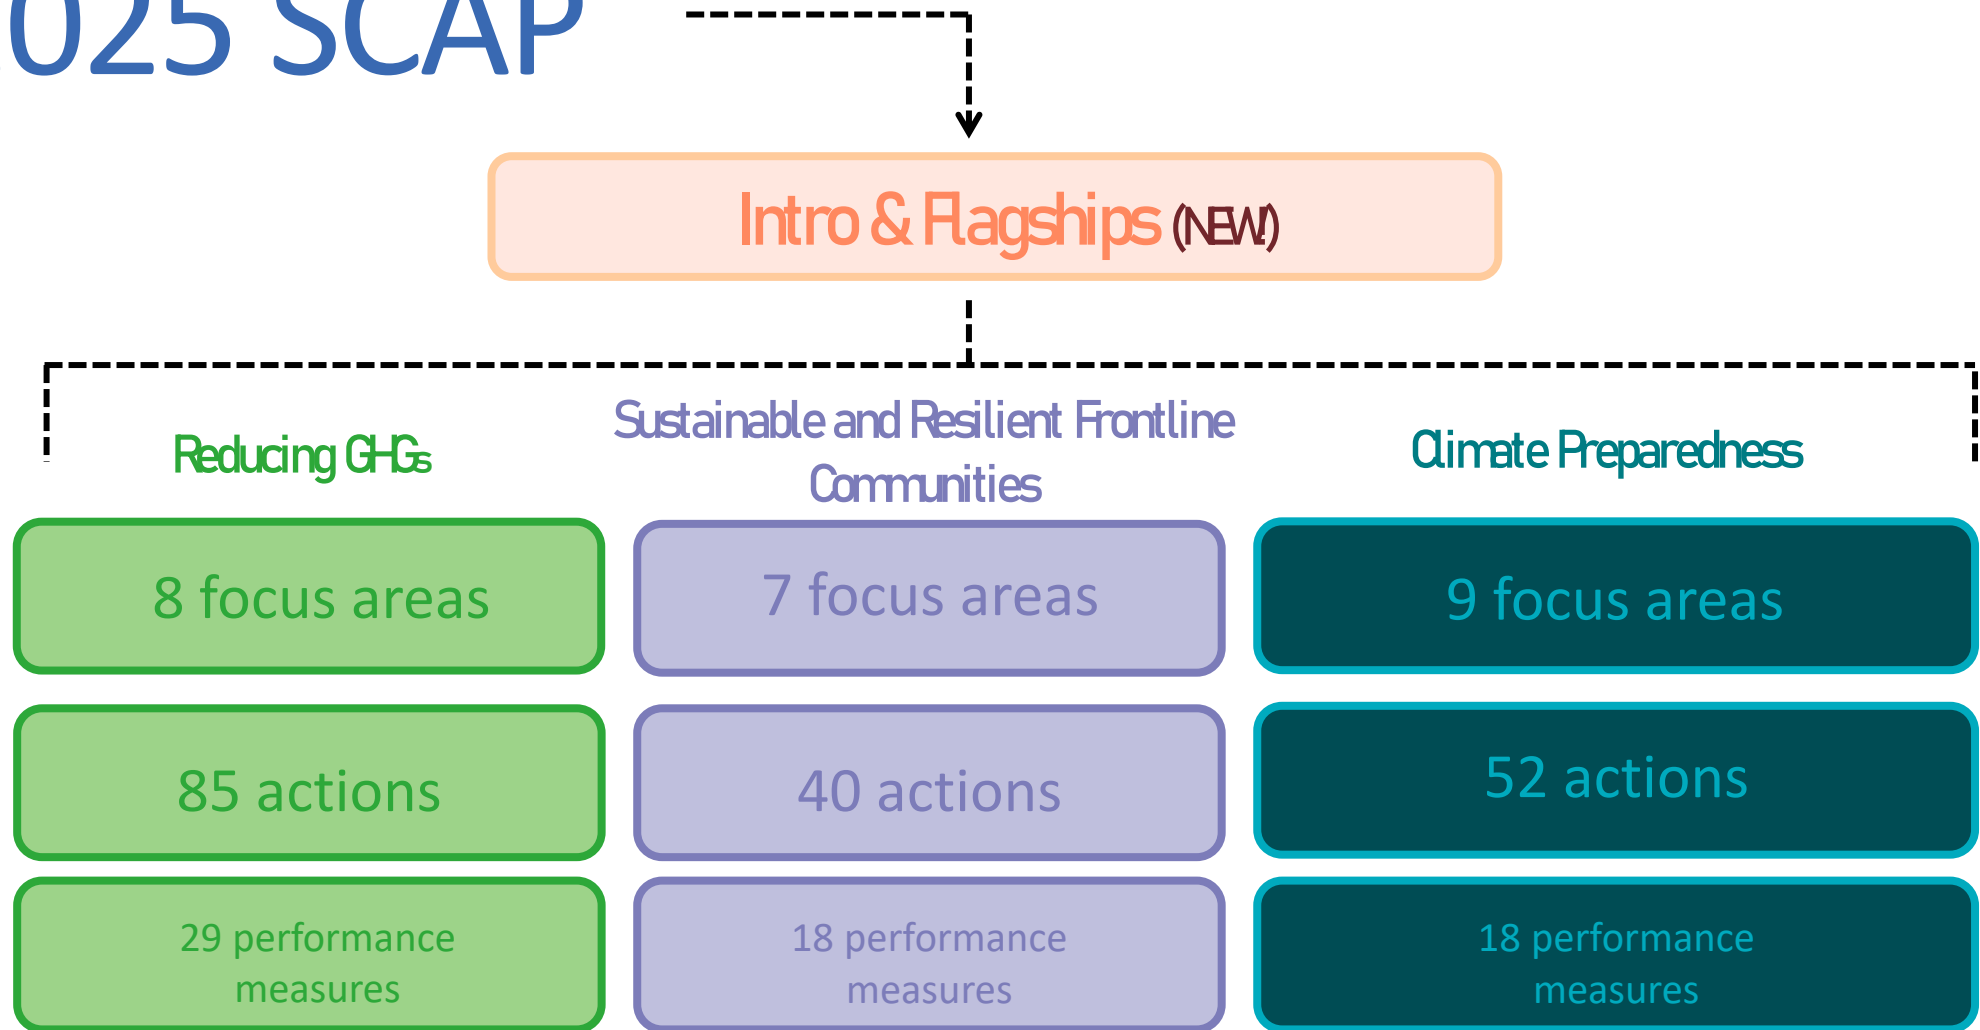 025 SCAP
Intro & Flagships (NEW!)
Reducing GHGs
Sustainable and Resilient Frontline
Communities
Climate Preparedness
8 focus areas
7 focus areas
9 focus areas
85 actions
40 actions
52 actions
29 performance
measures
18 performance
measures
18 performance
measures